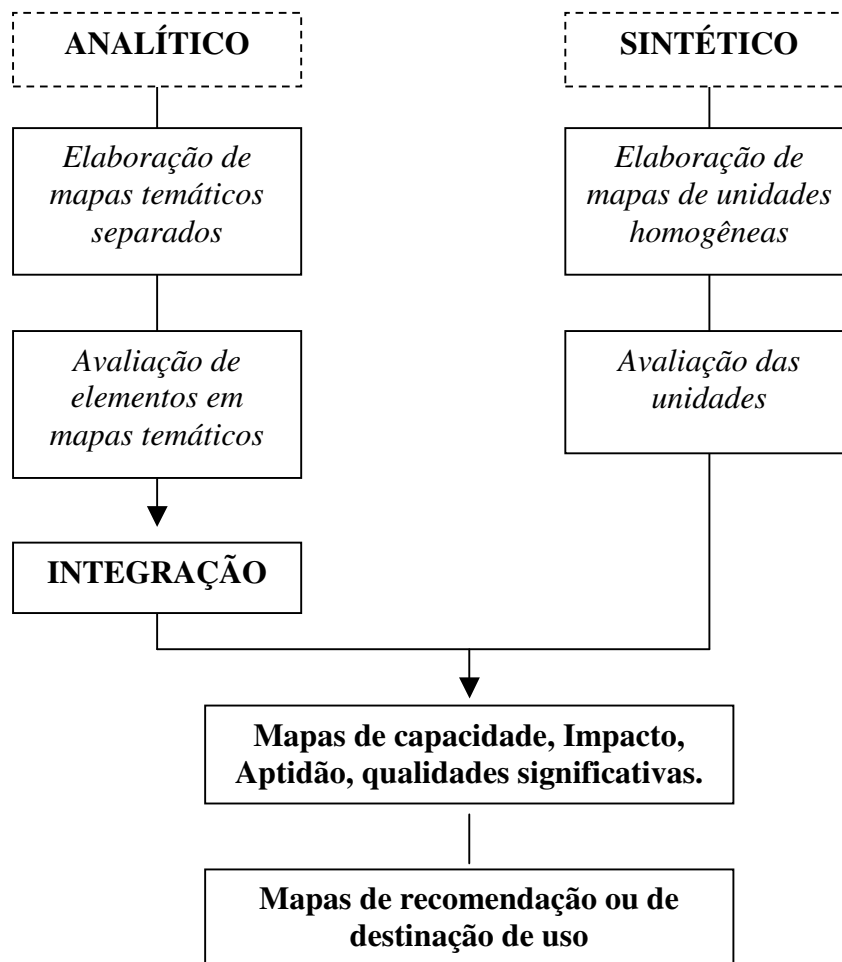 ANALÍTICO
Elaboração de
mapas temáticos
separados
Avaliação de
elementos em
mapas temáticos
INTEGRAÇÃO
SINTÉTICO
Elaboração de
mapas de unidades
homogêneas
Avaliação das
unidades
Mapas de capacidade, Impacto,
Aptidão, qualidades significativas.
Mapas de recomendação ou de
destinação de uso